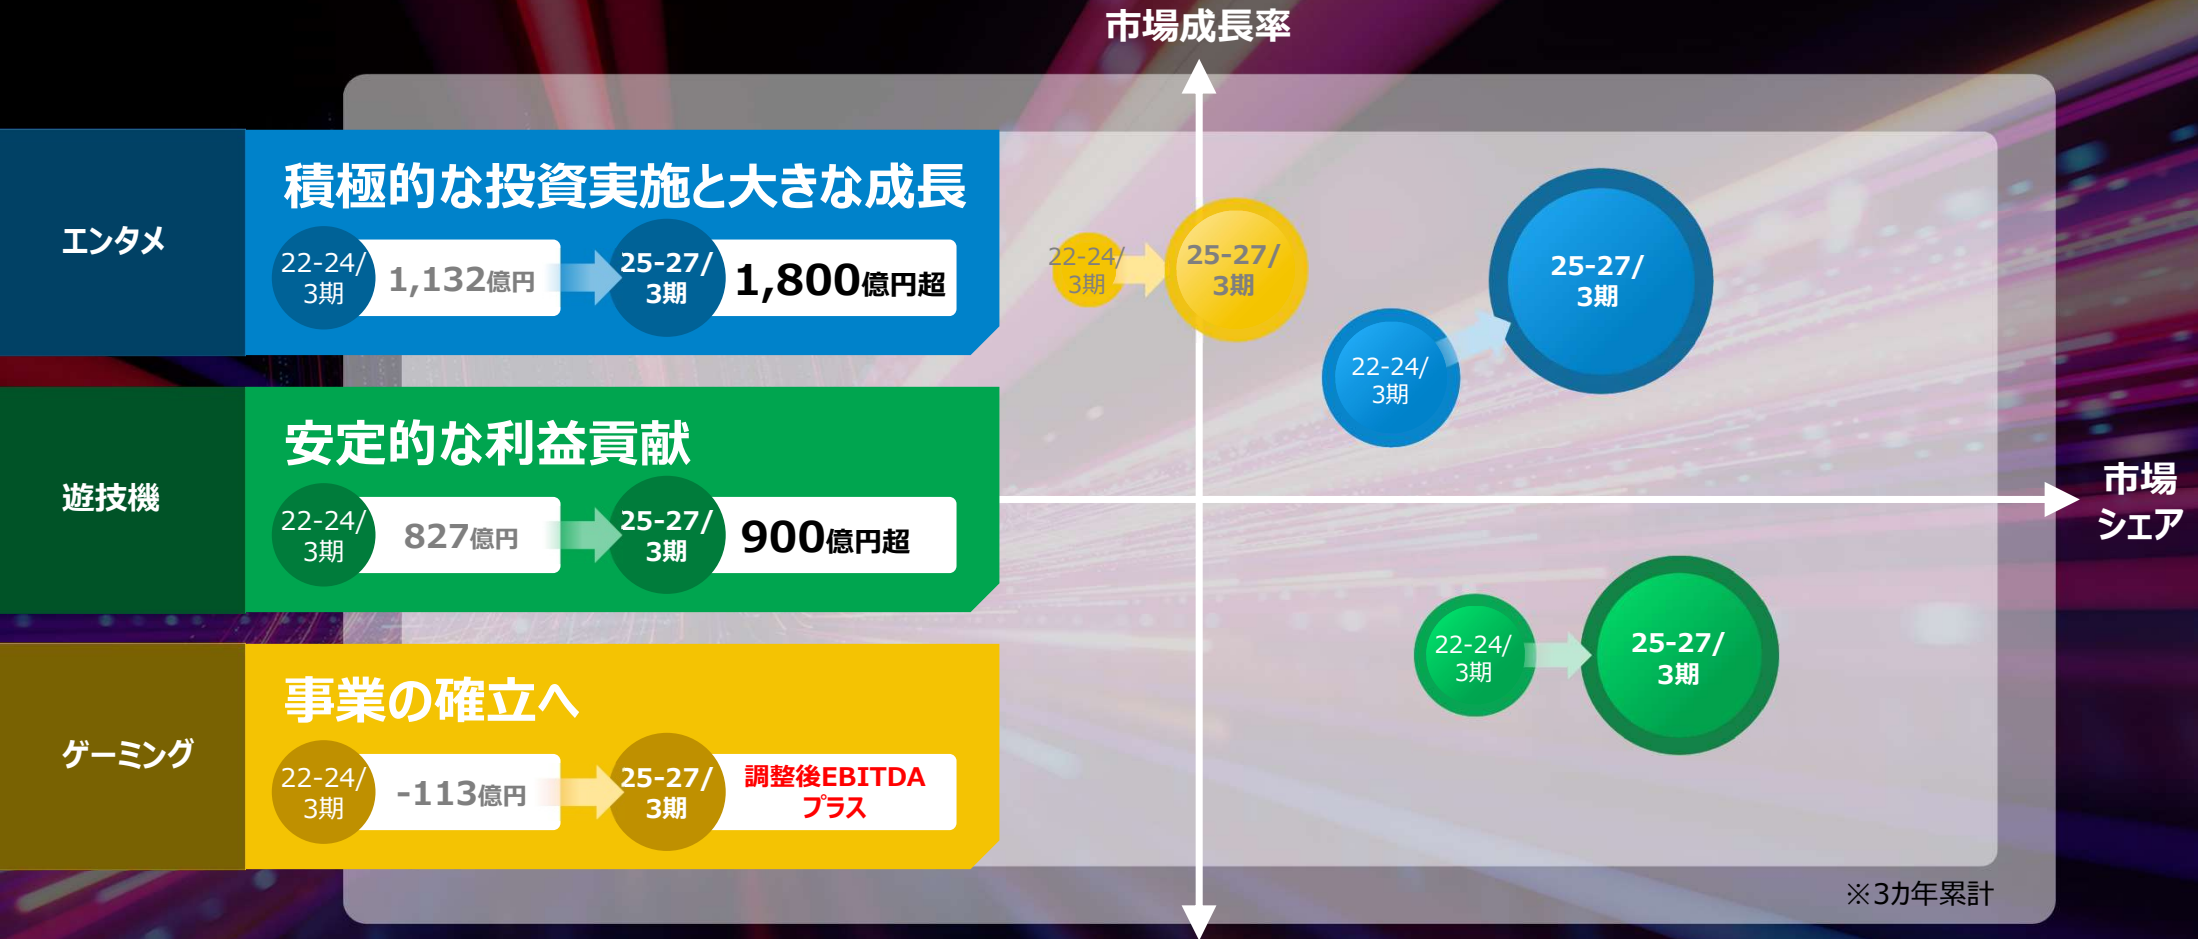 市場成長率
エンタメ
積極的な投資実施と大きな成長
22-24/
3期
1,132億円
25-27/
3期
1,800億円超
遊技機
安定的な利益貢献
22-24/
3期
827億円
25-27/
3期
900億円超
ゲーミング
事業の確立へ
22-24/
3期
-113億円
25-27/
3期
調整後EBITDA
プラス
22-24/
3期
25-27/
3期
22-24/
3期
25-27/
3期
22-24/
3期
25-27/
3期
市場
シェア
※3カ年累計